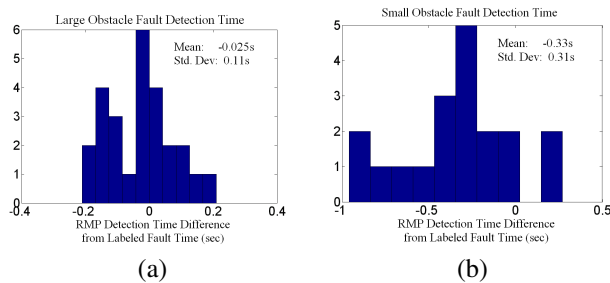 Large Obstacle Fault Detection Time
6
5
4
3
2
1
0
Mean: -0.025s
Std. Dev: 0.11s
-0.4 -0.2 0 0.2 0.4
RMP Detection Time Difference
from Labeled Fault Time (sec)
(a)
Small Obstacle Fault Detection Time
5
4
3
2
1
0
Mean: -0.33s
Std. Dev: 0.31s
-1 -0.5 0 0.5
RMP Detection Time Difference
from Labeled Fault Time (sec)
(b)